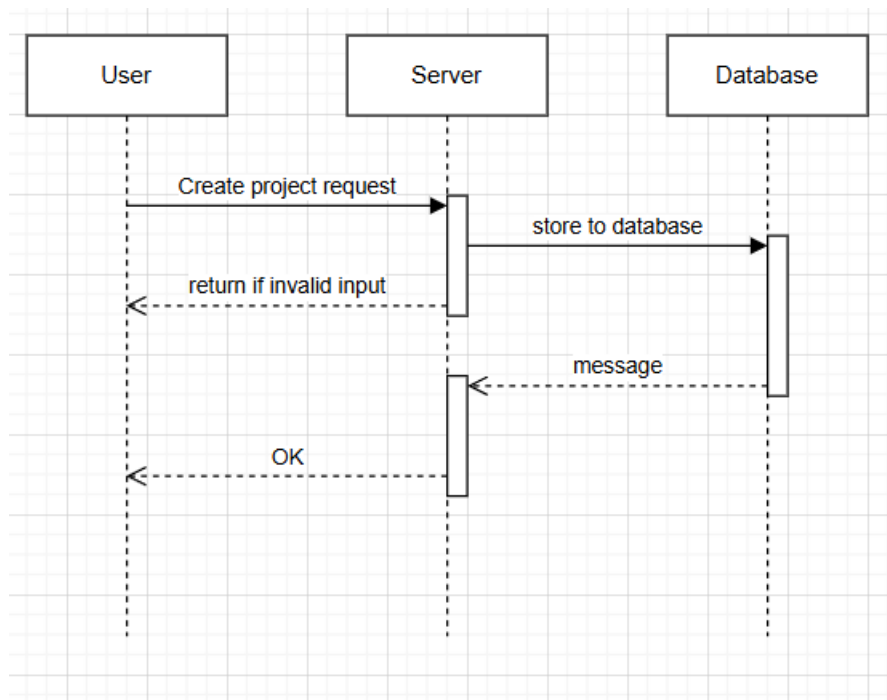 User
Server
Database
Create project request
store to database
return if invalid input
message
OK